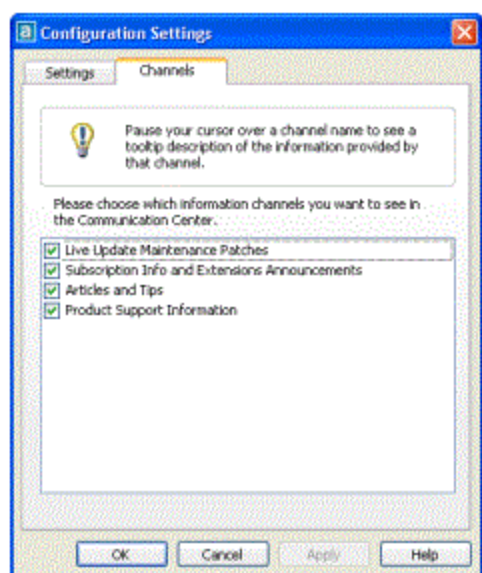 a Configuration Settings
Settings
Channels
Pause your cursor over a channel name to see a
tooltip description of the information provided by
that channel.
Please choose which information channels you want to see in
the Communication Center.
Live Update Maintenance Patches
Subscription Info and Extensions Announcements
Articles and Tips
Product Support Information
OK
Cancel
Apply
Help